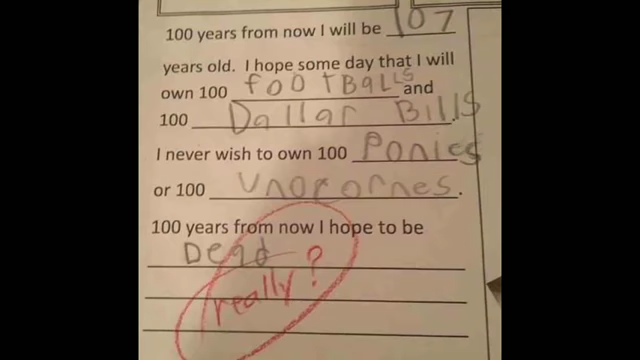 100 years from now I will be 107
years old. I hope some day that I will
own 100 footBalls and
100 Dallar Bills.
I never wish to own 100 Ponies
or 100 Unocornes.
100 years from now I hope to be
Dead
really?